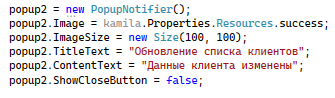 popup2 = new PopupNotifier();
popup2.Image = kamila.Properties.Resources.success;
popup2.ImageSize = new Size(100, 100);
popup2.TitleText = "Обновление списка клиентов";
popup2.ContentText = "Данные клиента изменены";
popup2.ShowCloseButton = false;